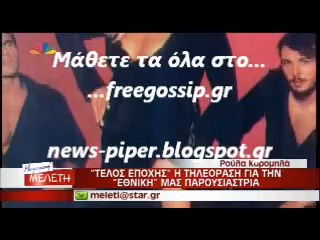 Μάθετε τα όλα στο...
...freegossip.gr
news-piper.blogspot.gr
Ρούλα Κορομηλά
ΜΕΛΕΤΗ
"ΤΕΛΟΣ ΕΠΟΧΗΣ" Η ΤΗΛΕΟΡΑΣΗ ΓΙΑ ΤΗΝ
"ΕΘΝΙΚΗ" ΜΑΣ ΠΑΡΟΥΣΙΑΣΤΡΙΑ
meleti@star.gr